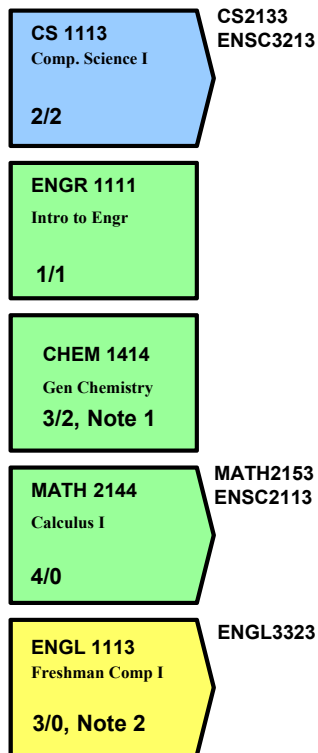 CS 1113
Comp. Science I
2/2
CS2133
ENSC3213
ENGR 1111
Intro to Engr
1/1
CHEM 1414
Gen Chemistry
3/2, Note 1
MATH 2144
Calculus I
4/0
MATH2153
ENSC2113
ENGL 1113
Freshman Comp I
3/0, Note 2
ENGL3323